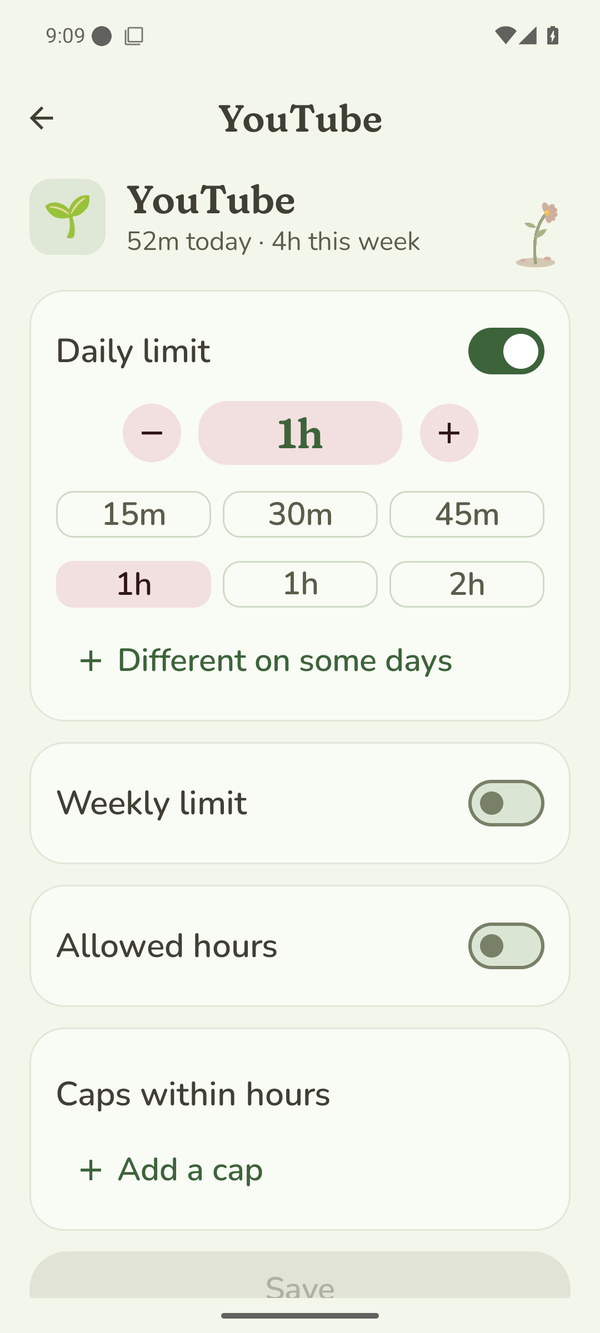 9:09
YouTube
YouTube
52m today · 4h this week
Daily limit
− 1h +
15m 30m 45m
1h 1h 2h
+ Different on some days
Weekly limit
Allowed hours
Caps within hours
+ Add a cap
Save